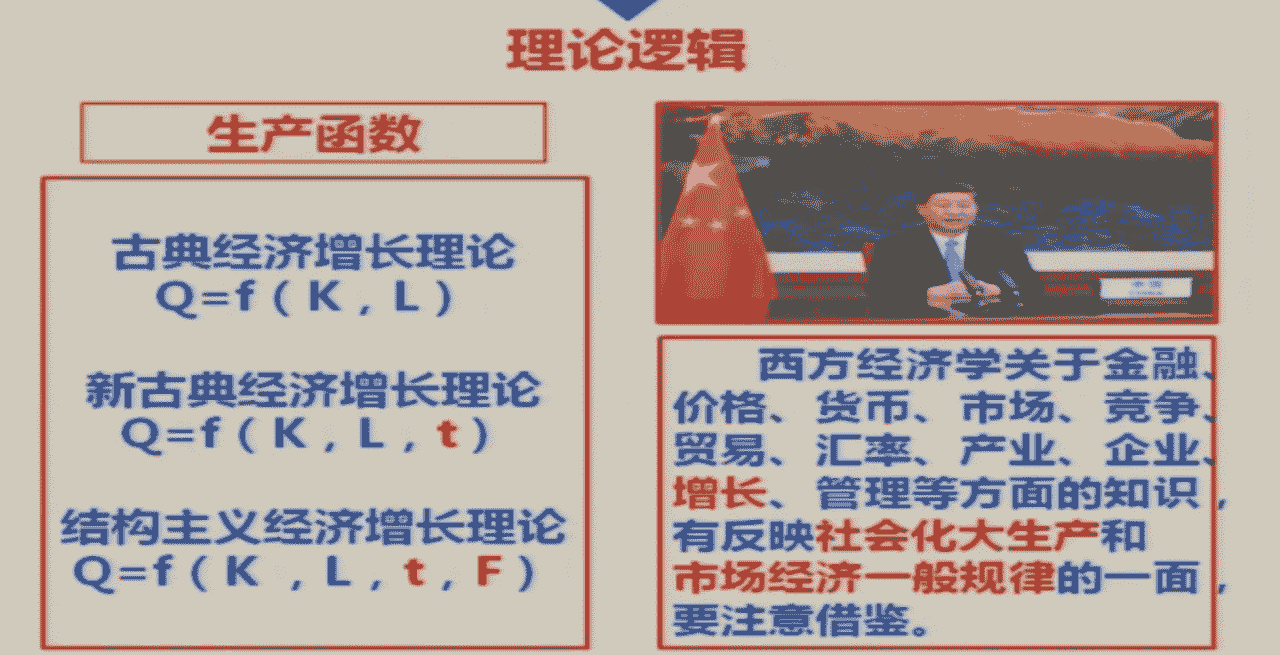 理论逻辑
生产函数
古典经济增长理论
Q=f（K，L）
新古典经济增长理论
Q=f（K，L，t）
结构主义经济增长理论
Q=f（K ，L，t，F）
西方经济学关于金融、
价格、货币、市场、竞争、
贸易、汇率、产业、企业、
增长、管理等方面的知识，
有反映社会化大生产和
市场经济一般规律的一面，
要注意借鉴。